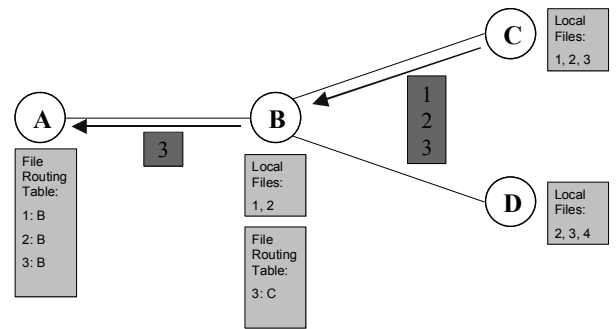 A
File
Routing
Table:
1: B
2: B
3: B
3
B
Local
Files:
1, 2
File
Routing
Table:
3: C
1
2
3
C
Local
Files:
1, 2, 3
D
Local
Files:
2, 3, 4